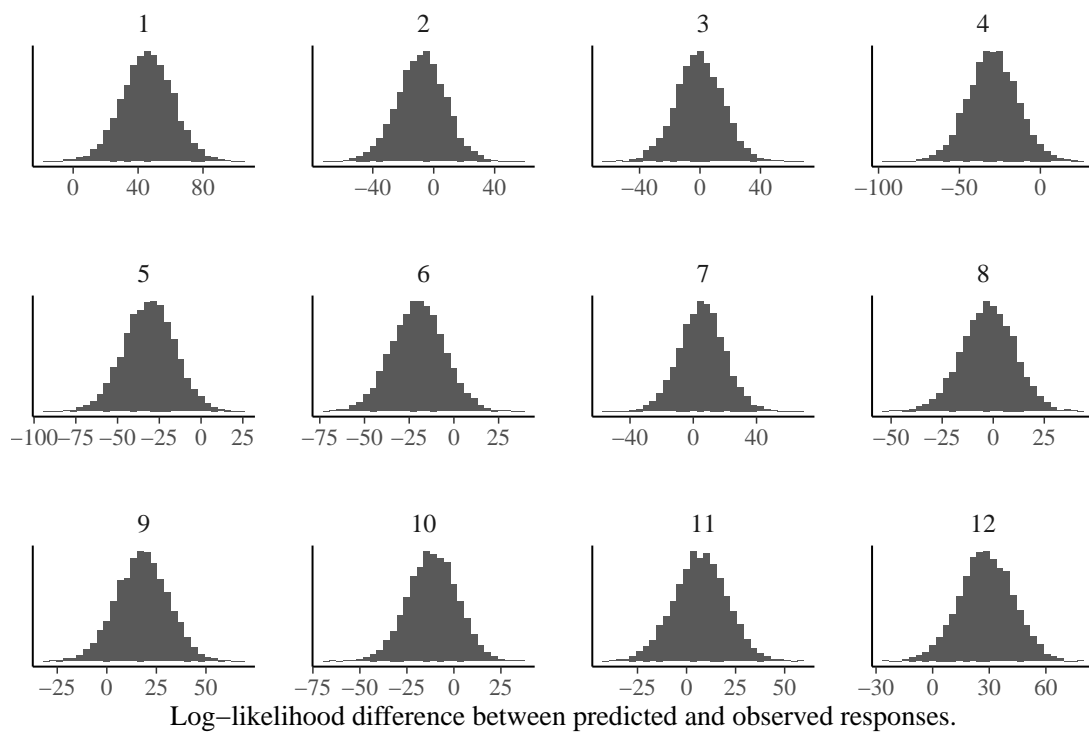 1 2 3 4
0 40 80 −40 0 40 −40 0 40 −100 −50 0
5 6 7 8
−100 −75 −50 −25 0 25 −75 −50 −25 0 25 −40 0 40 −50 −25 0 25
9 10 11 12
−25 0 25 50 −75 −50 −25 0 25 −25 0 25 50 −30 0 30 60
Log−likelihood difference between predicted and observed responses.